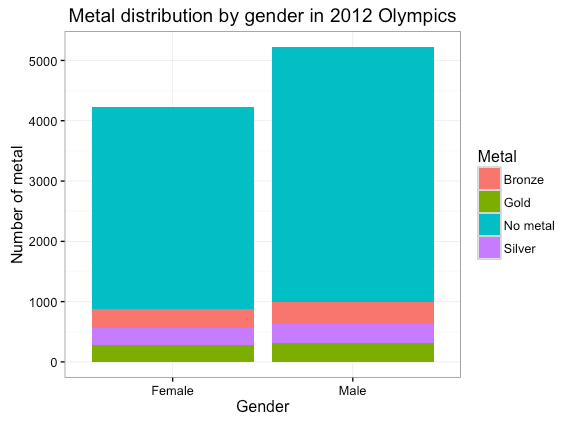 Metal distribution by gender in 2012 Olympics
Number of metal
5000
4000
3000
2000
1000
0
Female
Male
Gender
Metal
Bronze
Gold
No metal
Silver